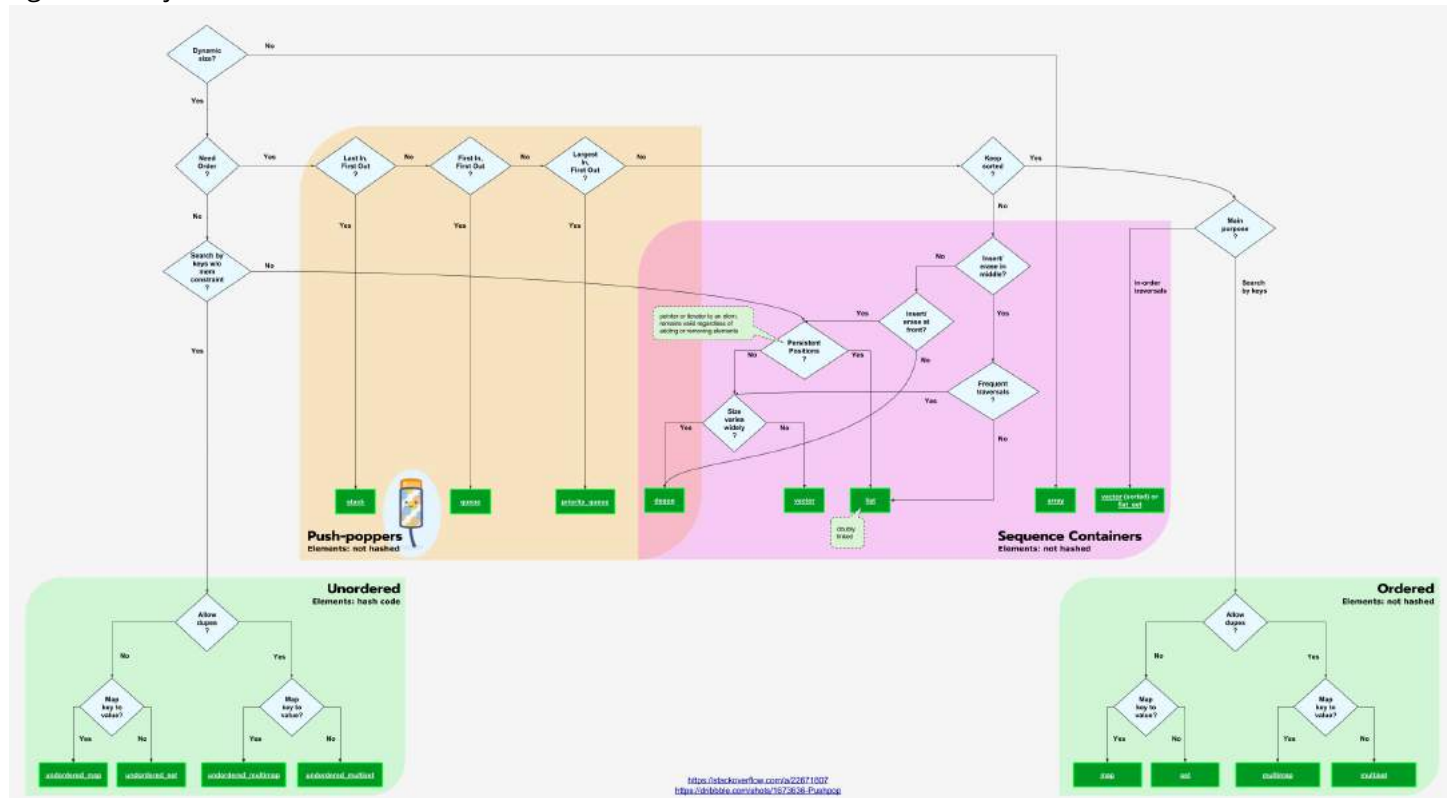 Dynamic
size?
No
Yes
Need
Order
?
Yes
Last In,
First Out
?
No
First In,
First Out
?
No
Largest
In,
First Out
?
No
Keep
sorted
?
Yes
No
Yes
Yes
Yes
No
Main
purpose
?
Search by
keys w/o
mem
constraint
?
No
Insert/
erase in
middle?
No
In-order
traversals
Search
by keys
pointer or iterator to an elem
remains valid regardless of
adding or removing elements
Yes
Insert/
erase at
front?
Yes
Persistent
Positions
?
No
Yes
No
Yes
Frequent
traversals
?
Yes
Size
varies
widely
?
Yes
No
No
stack
queue
priority_queue
deque
vector
list
array
vector (sorted) or
flat_set
doubly
linked
Push-poppers
Elements: not hashed
Sequence Containers
Elements: not hashed
Unordered
Elements: hash code
Allow
dupes
?
No
Yes
Map
key to
value?
Map
key to
value?
Yes
No
Yes
No
undordered_map
undordered_set
undordered_multimap
undordered_multiset
Ordered
Elements: not hashed
Allow
dupes
?
No
Yes
Map
key to
value?
Map
key to
value?
Yes
No
Yes
No
map
set
multimap
multiset
https://stackoverflow.com/a/22671607
https://dribbble.com/shots/1673636-Pushpop